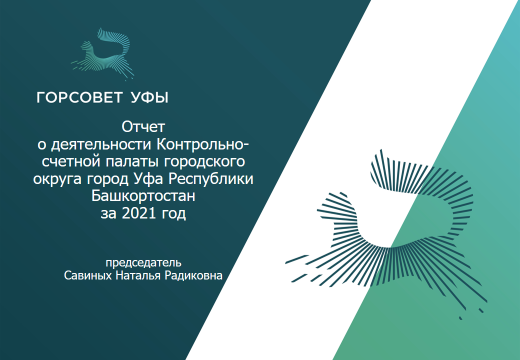 ГОРСОВЕТ УФЫ
Отчет
о деятельности Контрольно-
счетной палаты городского
округа город Уфа Республики
Башкортостан
за 2021 год
председатель
Савиных Наталья Радиковна